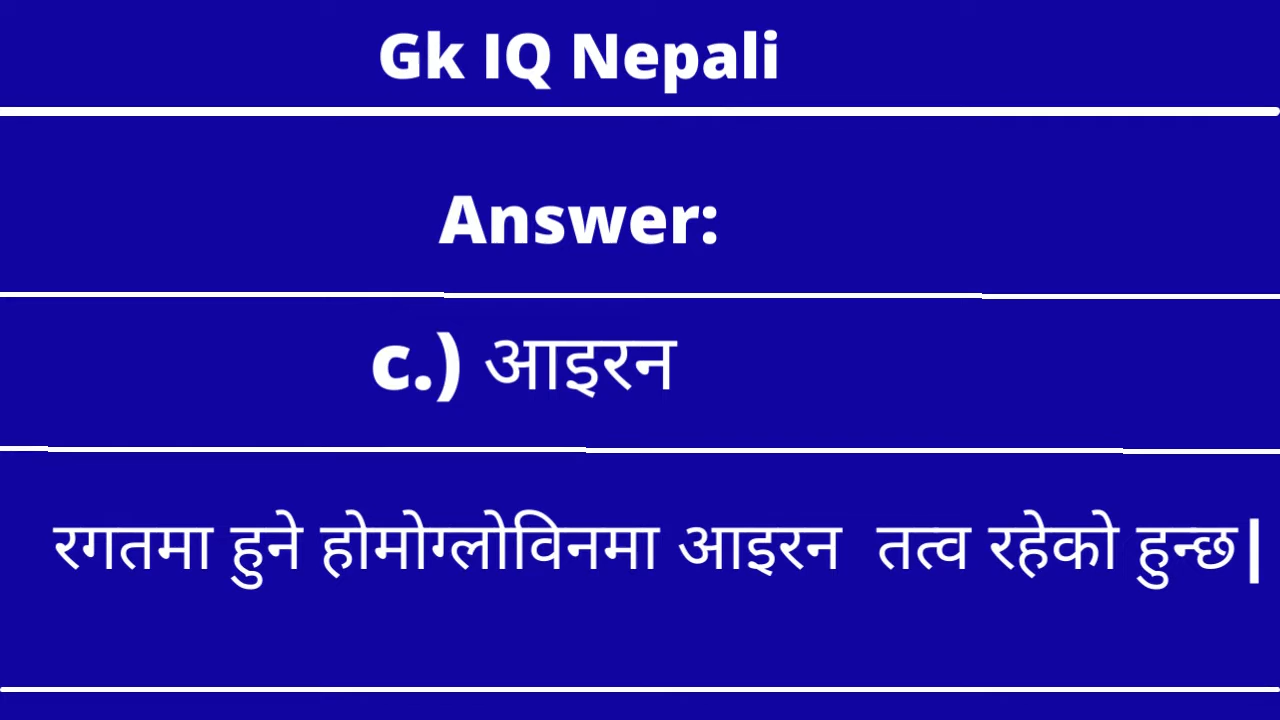 Gk IQ Nepali
Answer:
c.) आइरन
रगतमा हुने होमोग्लोविनमा आइरन  तत्व रहेको हुन्छ|